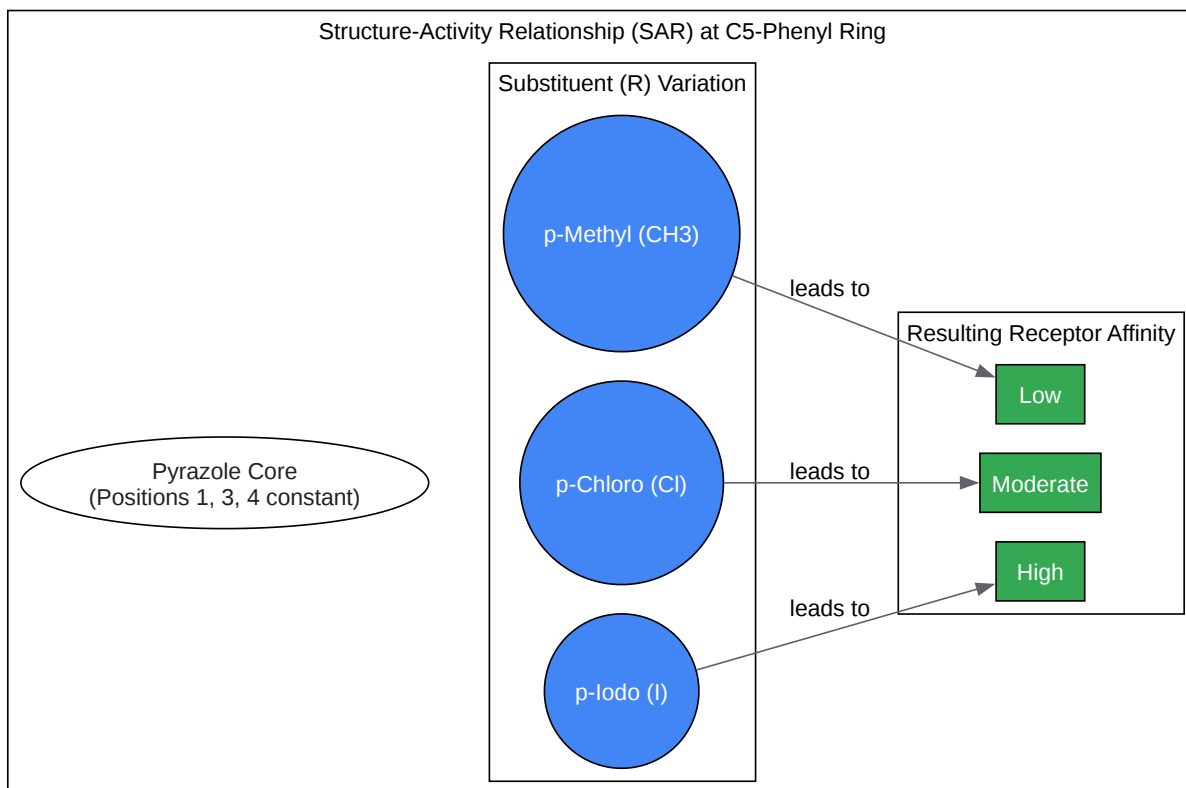 Structure-Activity Relationship (SAR) at C5-Phenyl Ring
Substituent (R) Variation
p-Methyl (CH3)
leads to
Resulting Receptor Affinity
Low
Pyrazole Core
(Positions 1, 3, 4 constant)
p-Chloro (Cl)
leads to
Moderate
High
leads to
p-Iodo (I)